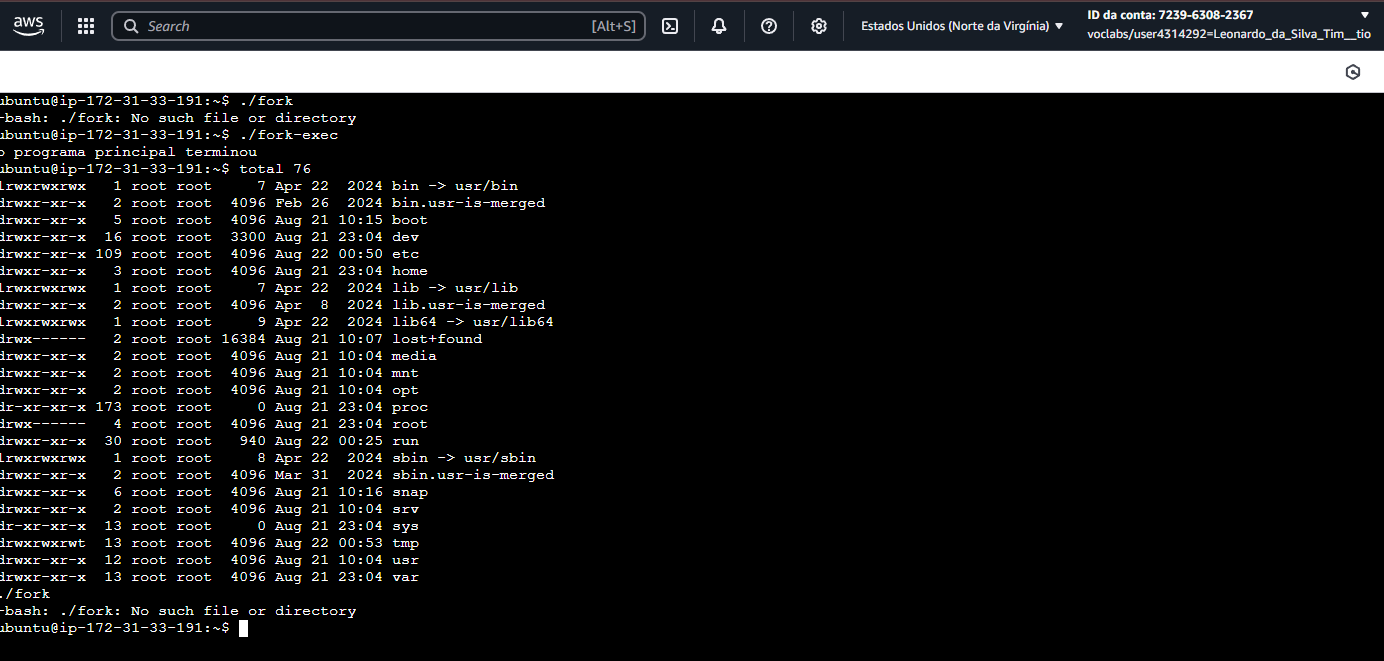 aws
Search
[Alt+S]
Estados Unidos (Norte da Virgínia)
ID da conta: 7239-6308-2367
voclabs/user4314292=Leonardo_da_Silva_Tim__tio
ubuntu@ip-172-31-33-191:~$ ./fork
-bash: ./fork: No such file or directory
ubuntu@ip-172-31-33-191:~$ ./fork-exec
o programa principal terminou
ubuntu@ip-172-31-33-191:~$ total 76
lrwxrwxrwx   1 root root     7 Apr 22  2024 bin -> usr/bin
drwxr-xr-x   2 root root  4096 Feb 26  2024 bin.usr-is-merged
drwxr-xr-x   5 root root  4096 Aug 21 10:15 boot
drwxr-xr-x  16 root root  3300 Aug 21 23:04 dev
drwxr-xr-x 109 root root  4096 Aug 22 00:50 etc
drwxr-xr-x   3 root root  4096 Aug 21 23:04 home
lrwxrwxrwx   1 root root     7 Apr 22  2024 lib -> usr/lib
drwxr-xr-x   2 root root  4096 Apr  8  2024 lib.usr-is-merged
lrwxrwxrwx   1 root root     9 Apr 22  2024 lib64 -> usr/lib64
drwx------   2 root root 16384 Aug 21 10:07 lost+found
drwxr-xr-x   2 root root  4096 Aug 21 10:04 media
drwxr-xr-x   2 root root  4096 Aug 21 10:04 mnt
drwxr-xr-x   2 root root  4096 Aug 21 10:04 opt
dr-xr-xr-x 173 root root     0 Aug 21 23:04 proc
drwx------   4 root root  4096 Aug 21 23:04 root
drwxr-xr-x  30 root root   940 Aug 22 00:25 run
lrwxrwxrwx   1 root root     8 Apr 22  2024 sbin -> usr/sbin
drwxr-xr-x   2 root root  4096 Mar 31  2024 sbin.usr-is-merged
drwxr-xr-x   6 root root  4096 Aug 21 10:16 snap
drwxr-xr-x   2 root root  4096 Aug 21 10:04 srv
dr-xr-xr-x  13 root root     0 Aug 21 23:04 sys
drwxrwxrwt  13 root root  4096 Aug 22 00:53 tmp
drwxr-xr-x  12 root root  4096 Aug 21 10:04 usr
drwxr-xr-x  13 root root  4096 Aug 21 23:04 var
./fork
-bash: ./fork: No such file or directory
ubuntu@ip-172-31-33-191:~$